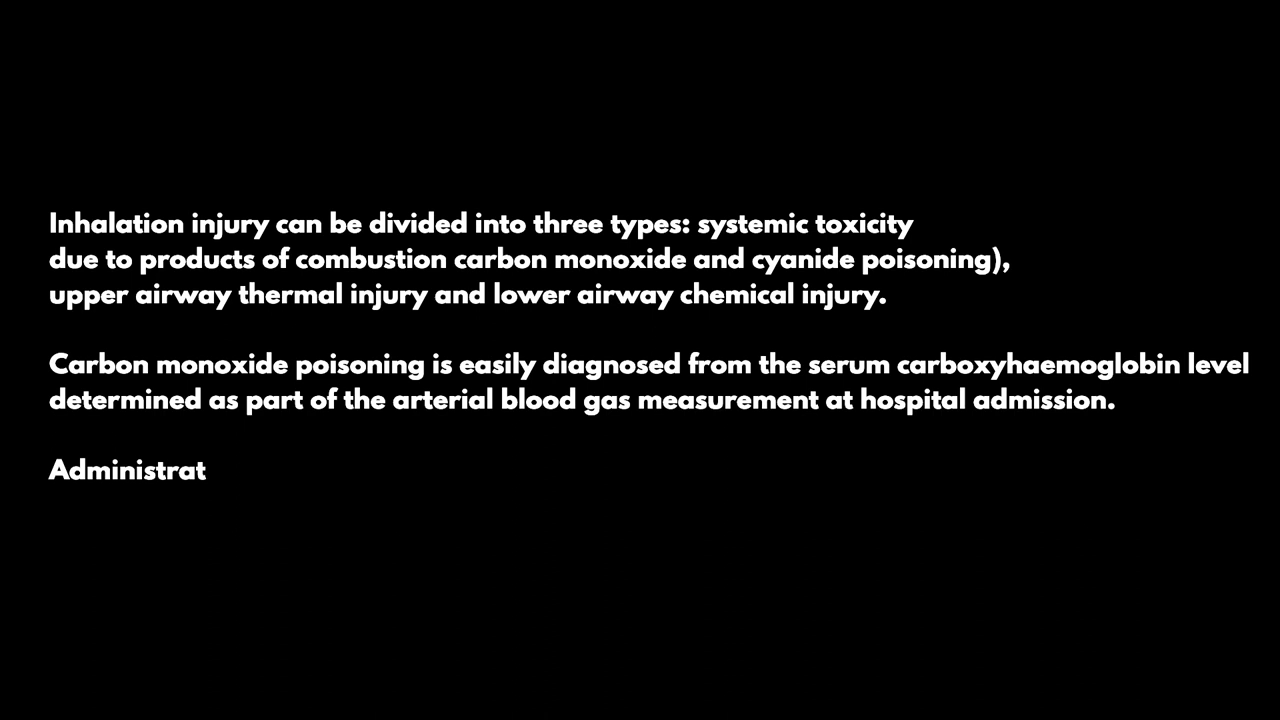 Inhalation injury can be divided into three types: systemic toxicity
due to products of combustion carbon monoxide and cyanide poisoning),
upper airway thermal injury and lower airway chemical injury.
Carbon monoxide poisoning is easily diagnosed from the serum carboxyhaemoglobin level
determined as part of the arterial blood gas measurement at hospital admission.
Administrat